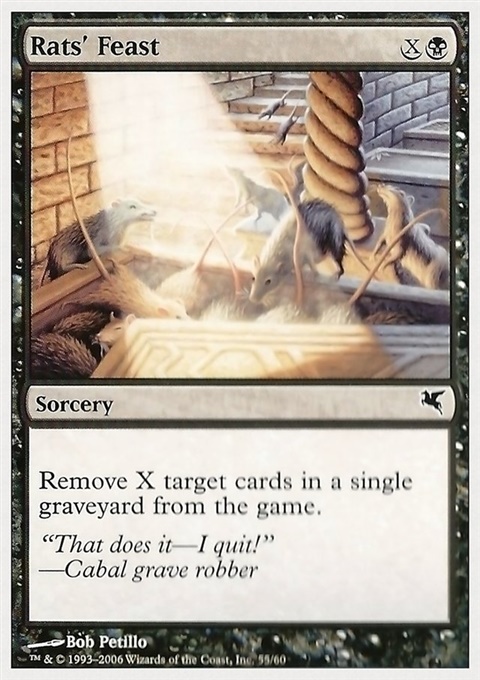 Rats' Feast X
Sorcery
Remove X target cards in a single
graveyard from the game.
“That does it—I quit!”
—Cabal grave robber
Bob Petillo
™ & © 1993–2006 Wizards of the Coast, Inc. 55/60